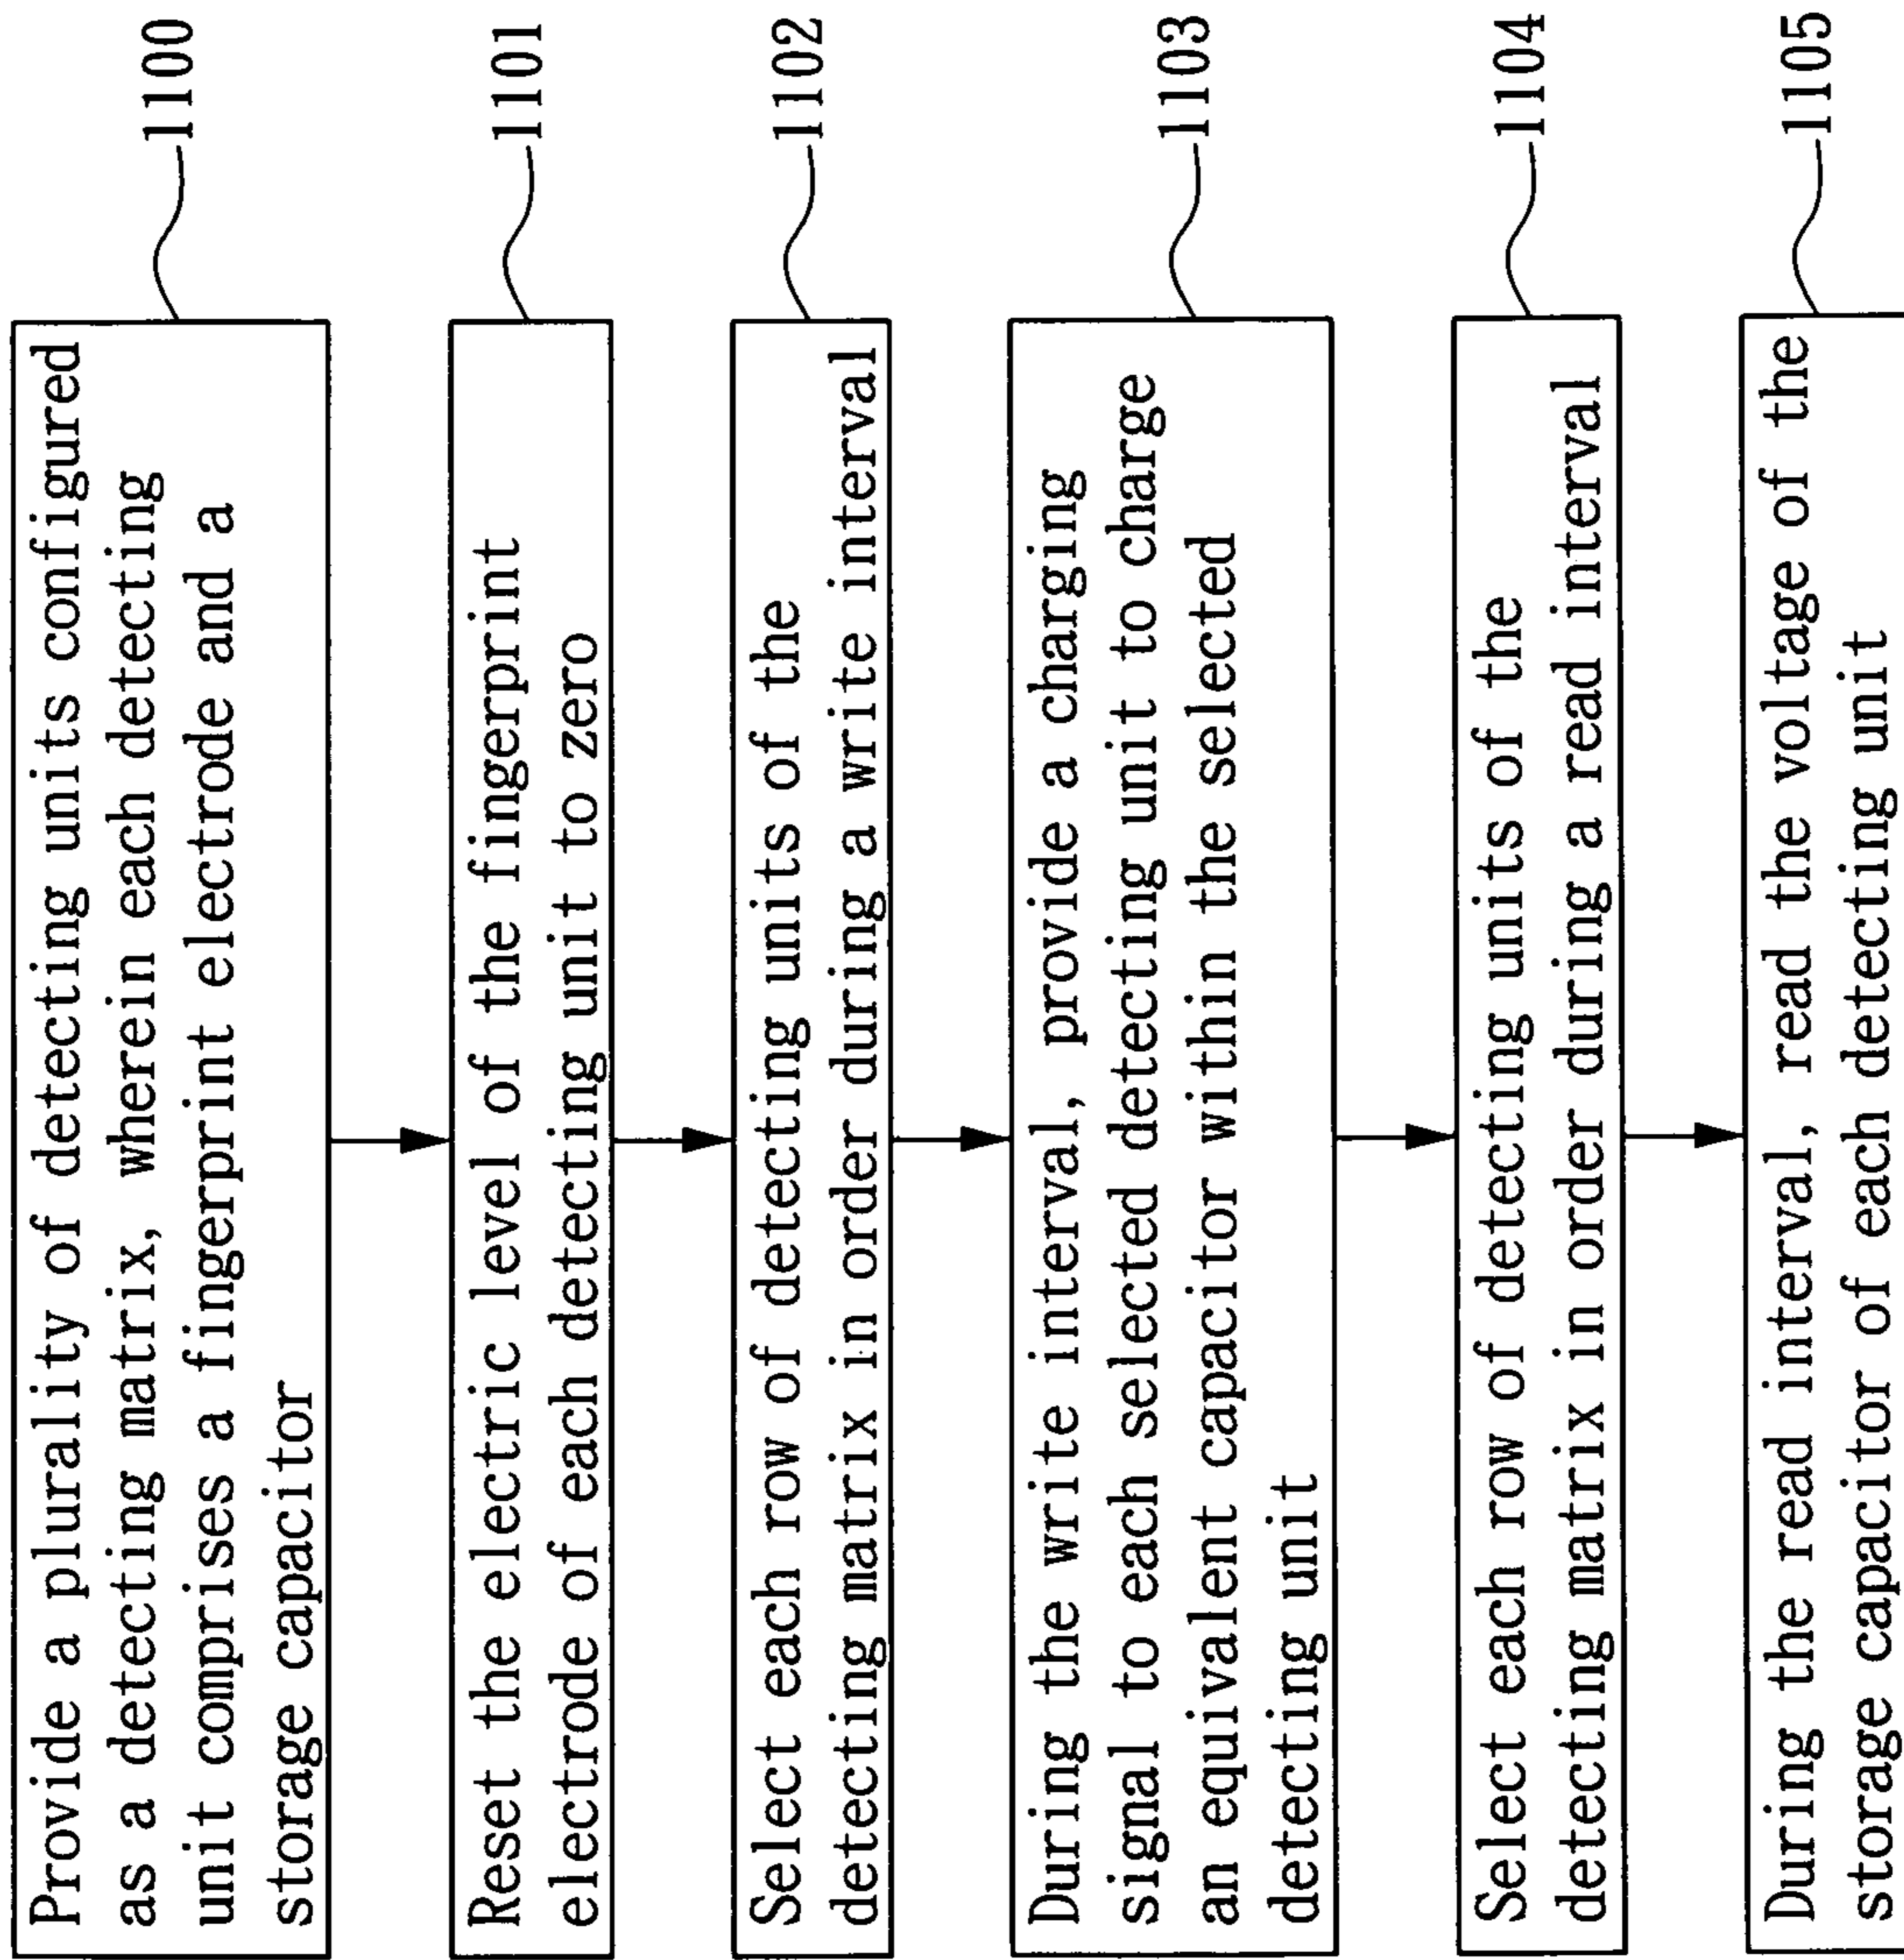 Provide a plurality of detecting units configured
as a detecting matrix, wherein each detecting
unit comprises a fingerprint electrode and a
storage capacitor
1100
Reset the electric level of the fingerprint
electrode of each detecting unit to zero
1101
Select each row of detecting units of the
detecting matrix in order during a write interval
1102
During the write interval, provide a charging
signal to each selected detecting unit to charge
an equivalent capacitor within the selected
detecting unit
1103
Select each row of detecting units of the
detecting matrix in order during a read interval
1104
During the read interval, read the voltage of the
storage capacitor of each detecting unit
1105